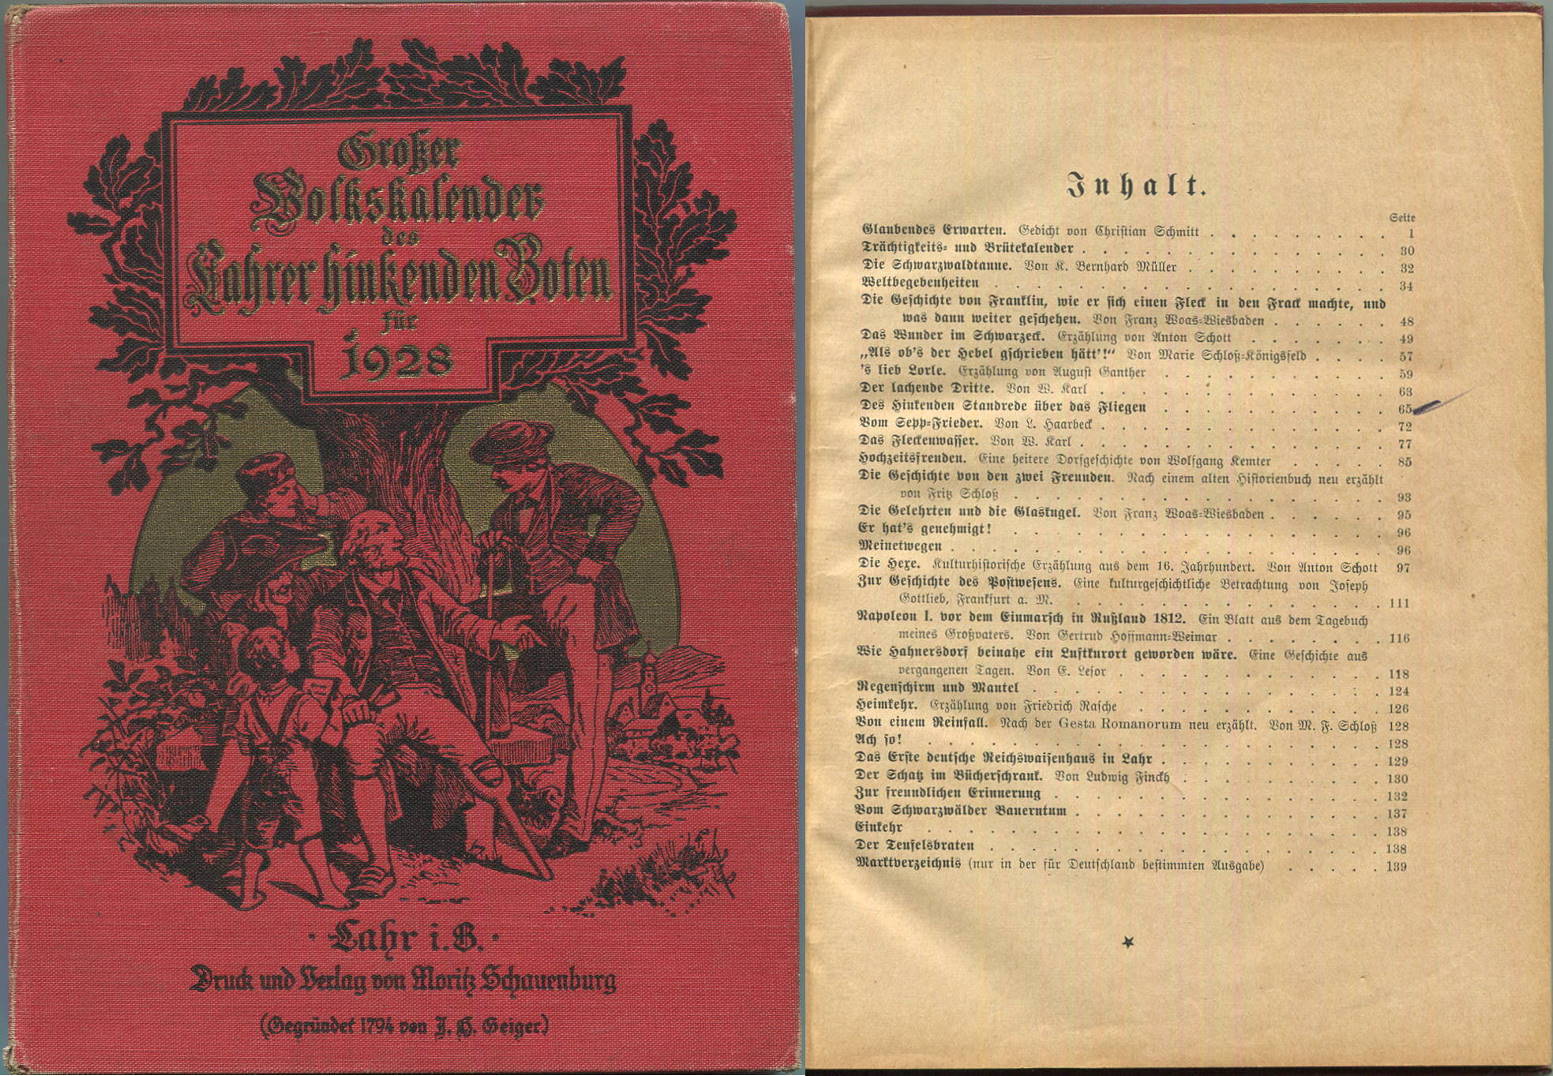 Großer
Volkskalender
des
Lahrer hinkenden Boten
für
1928
· Lahr i. B. ·
Druck und Verlag von Moritz Schauenburg
(Gegründet 1794 von J. H. Geiger)
Inhalt.
Seite
Glaubendes Erwarten. Gedicht von Christian Schmitt . . . . . . . . 1
Trächtigkeits- und Brütekalender . . . . . . . . 30
Die Schwarzwaldtanne. Von K. Bernhard Müller . . . . . . . . 32
Weltbegebenheiten . . . . . . . . 34
Die Geschichte von Franklin, wie er sich einen Fleck in den Frack machte, und
was dann weiter geschehen. Von Franz Woas-Wiesbaden . . . . . . 48
Das Wunder im Schwarzeck. Erzählung von Anton Schott . . . . . . . 49
„Als ob's der Hebel gschrieben hätt'!“ Von Marie Schloß-Königsfeld . . . . 57
's lieb Lorle. Erzählung von August Ganther . . . . . . . . 59
Der lachende Dritte. Von W. Karl . . . . . . . . 63
Des Hinkenden Standrede über das Fliegen . . . . . . . . 65
Vom Sepp-Frieder. Von L. Haarbeck . . . . . . . . 72
Das Fleckenwasser. Von W. Karl . . . . . . . . 77
Hochzeitsfreuden. Eine heitere Dorfgeschichte von Wolfgang Kemter . . . . . 85
Die Geschichte von den zwei Freunden. Nach einem alten Historienbuch neu erzählt
von Fritz Schloß . . . . . . . . 93
Die Gelehrten und die Glaskugel. Von Franz Woas-Wiesbaden . . . . . . 95
Er hat's genehmigt! . . . . . . . . 96
Meinetwegen . . . . . . . . 96
Die Hexe. Kulturhistorische Erzählung aus dem 16. Jahrhundert. Von Anton Schott 97
Zur Geschichte des Postwesens. Eine kulturgeschichtliche Betrachtung von Joseph
Gottlieb, Frankfurt a. M. . . . . . . . . 111
Napoleon I. vor dem Einmarsch in Rußland 1812. Ein Blatt aus dem Tagebuch
meines Großvaters. Von Gertrud Hoffmann-Weimar . . . . . . . . 116
Wie Hahnersdorf beinahe ein Luftkurort geworden wäre. Eine Geschichte aus
vergangenen Tagen. Von E. Lesor . . . . . . . . 118
Regenschirm und Mantel . . . . . . . . 124
Heimkehr. Erzählung von Friedrich Rasche . . . . . . . . 126
Von einem Reinfall. Nach der Gesta Romanorum neu erzählt. Von M. F. Schloß 128
Ach so! . . . . . . . . 128
Das Erste deutsche Reichswaisenhaus in Lahr . . . . . . . . 129
Der Schatz im Bücherschrank. Von Ludwig Finckh . . . . . . . . 130
Zur freundlichen Erinnerung . . . . . . . . 132
Vom Schwarzwälder Bauerntum . . . . . . . . 137
Einkehr . . . . . . . . 138
Der Teufelsbraten . . . . . . . . 138
Marktverzeichnis (nur in der für Deutschland bestimmten Ausgabe) . . . . . 139